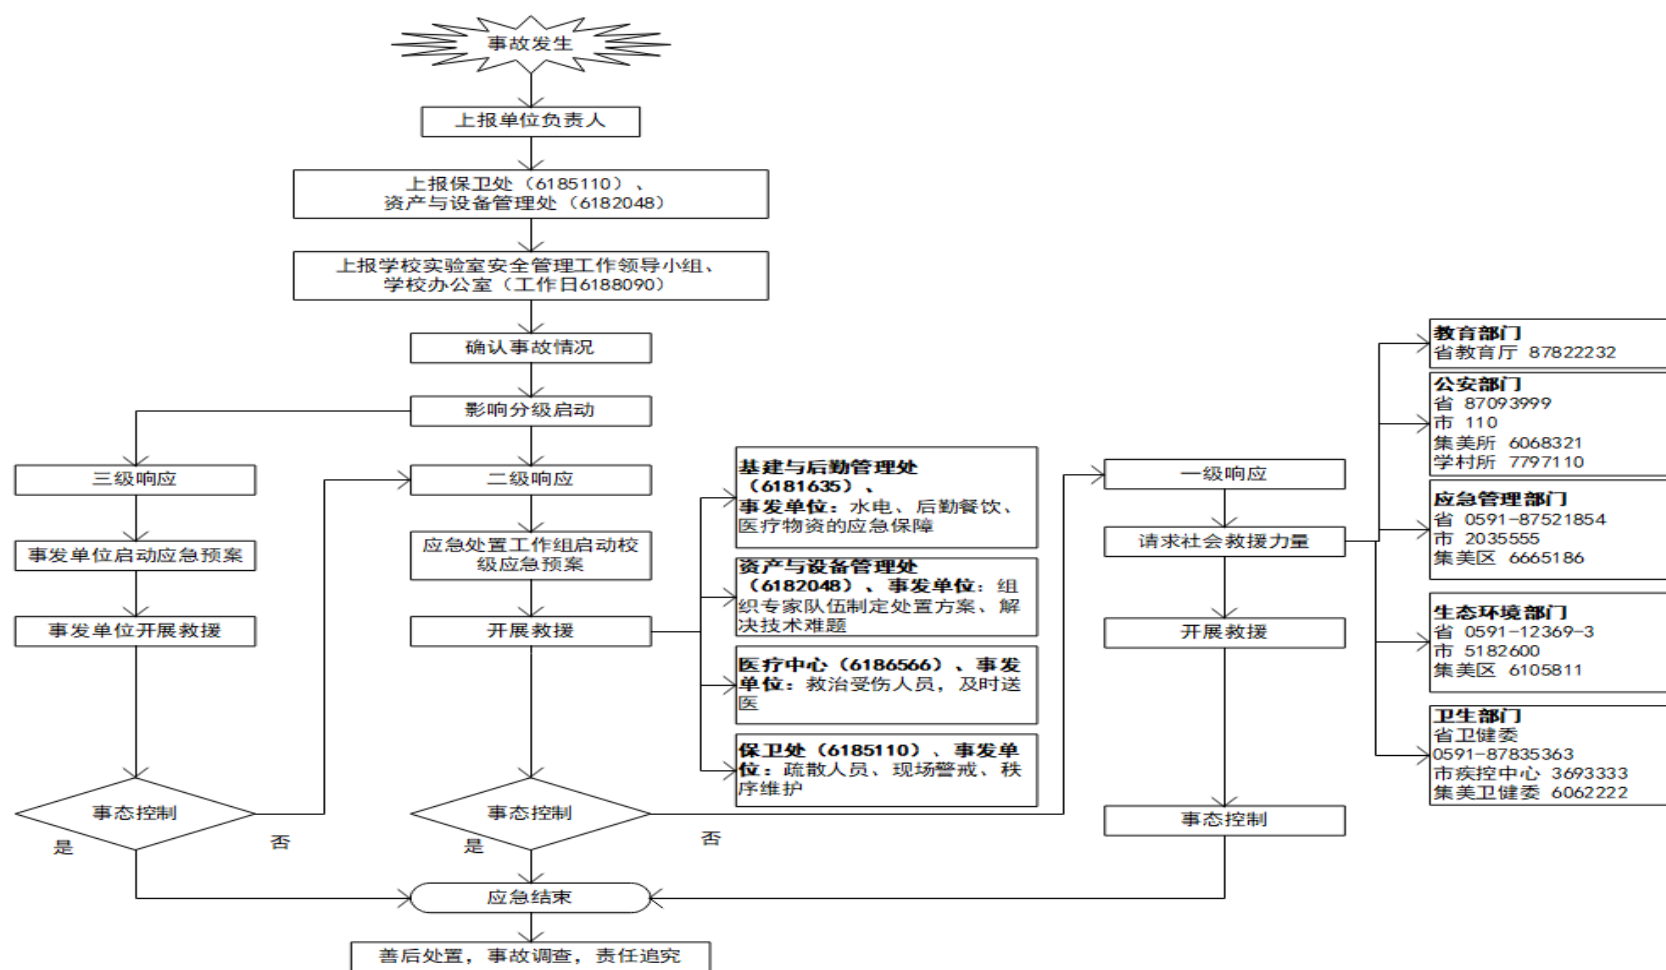 事故发生
上报单位负责人
上报保卫处（6185110）、
资产与设备管理处（6182048）
上报学校实验室安全管理工作领导小组、
学校办公室（工作日6188090）
确认事故情况
影响分级启动
三级响应
事发单位启动应急预案
事发单位开展救援
事态控制
是
否
二级响应
应急处置工作组启动校
级应急预案
开展救援
事态控制
是
否
基建与后勤管理处
（6181635）、
事发单位：水电、后勤餐饮、
医疗物资的应急保障
资产与设备管理处
（6182048）、事发单位：组
织专家队伍制定处置方案、解
决技术难题
医疗中心（6186566）、事发
单位：救治受伤人员，及时送
医
保卫处（6185110）、事发单
位：疏散人员、现场警戒、秩
序维护
一级响应
请求社会救援力量
开展救援
事态控制
教育部门
省教育厅 87822232
公安部门
省 87093999
市 110
集美所 6068321
学村所 7797110
应急管理部门
省 0591-87521854
市 2035555
集美区 6665186
生态环境部门
省 0591-12369-3
市 5182600
集美区 6105811
卫生部门
省卫健委
0591-87835363
市疾控中心 3693333
集美卫健委 6062222
应急结束
善后处置，事故调查，责任追究